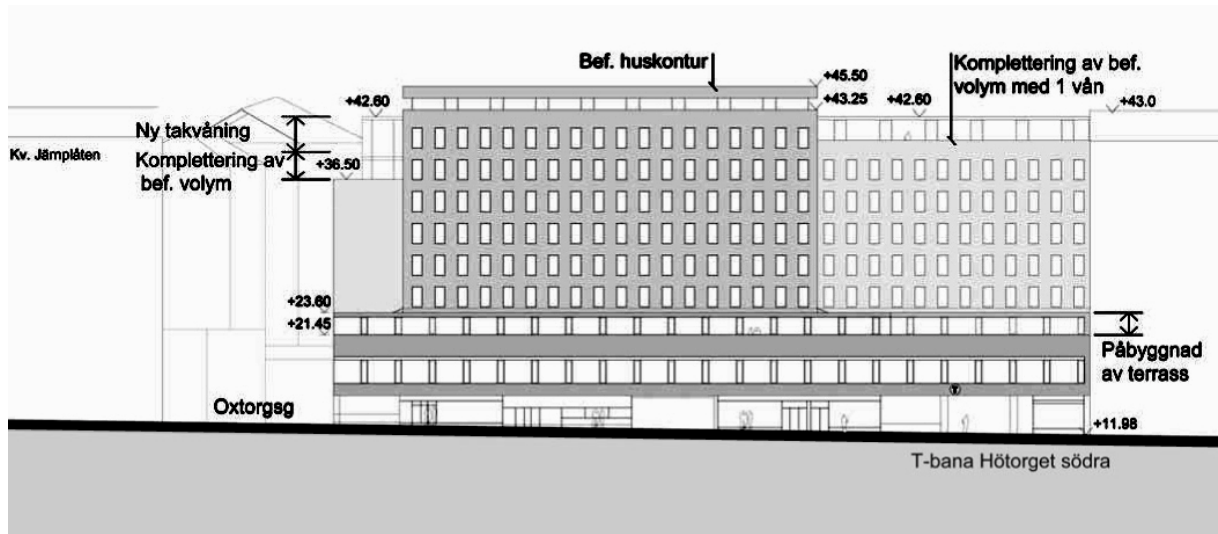 Bef. huskontur
Komplettering av bef.
volym med 1 vån
+45.50
+43.25
+42.60
+42.60
+43.0
Ny takvåning
Kv. Järnplåten
Komplettering av
bef. volym
+36.50
+23.60
+21.45
Påbyggnad
av terrass
Oxtorgsg
T
+11.98
T-bana Hötorget södra